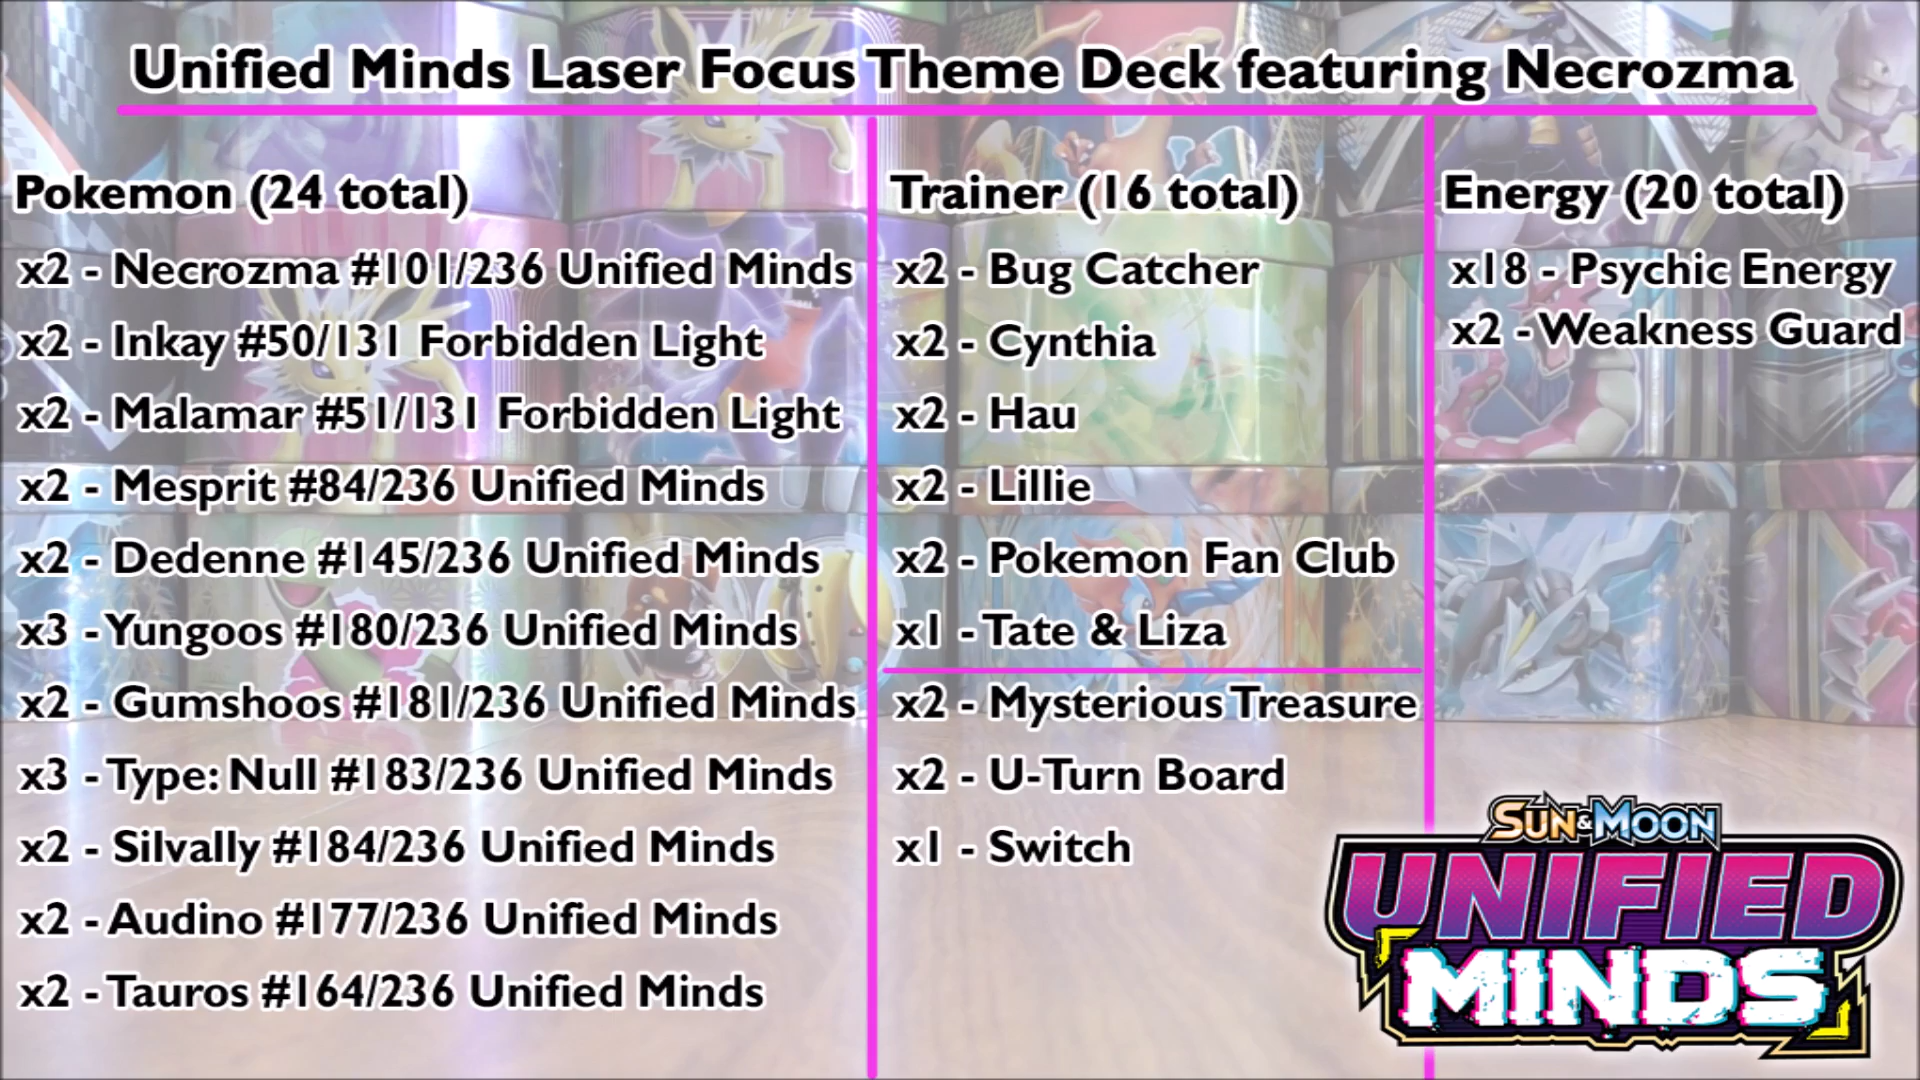 Unified Minds Laser Focus Theme Deck featuring Necrozma
Pokemon (24 total)
x2 - Necrozma #101/236 Unified Minds
x2 - Inkay #50/131 Forbidden Light
x2 - Malamar #51/131 Forbidden Light
x2 - Mesprit #84/236 Unified Minds
x2 - Dedenne #145/236 Unified Minds
x3 - Yungoos #180/236 Unified Minds
x2 - Gumshoos #181/236 Unified Minds
x3 - Type: Null #183/236 Unified Minds
x2 - Silvally #184/236 Unified Minds
x2 - Audino #177/236 Unified Minds
x2 - Tauros #164/236 Unified Minds
Trainer (16 total)
x2 - Bug Catcher
x2 - Cynthia
x2 - Hau
x2 - Lillie
x2 - Pokemon Fan Club
x1 - Tate & Liza
x2 - Mysterious Treasure
x2 - U-Turn Board
x1 - Switch
Energy (20 total)
x18 - Psychic Energy
x2 - Weakness Guard
SUN & MOON
UNIFIED
MINDS